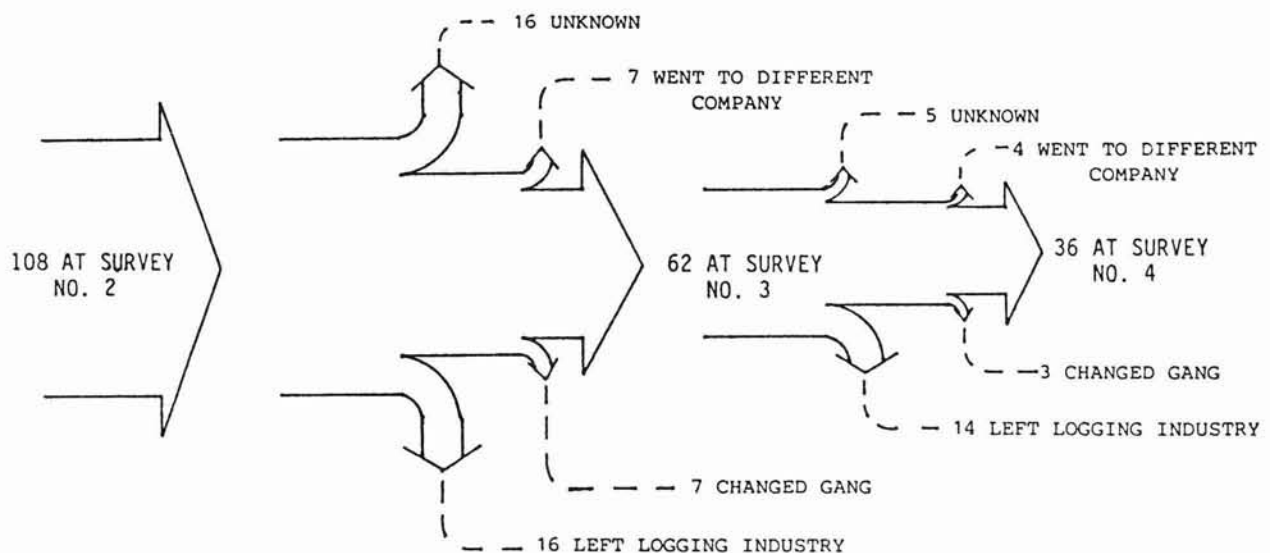 16 UNKNOWN
7 WENT TO DIFFERENT
COMPANY
5 UNKNOWN
4 WENT TO DIFFERENT
COMPANY
108 AT SURVEY
NO. 2
62 AT SURVEY
NO. 3
36 AT SURVEY
NO. 4
3 CHANGED GANG
14 LEFT LOGGING INDUSTRY
7 CHANGED GANG
16 LEFT LOGGING INDUSTRY